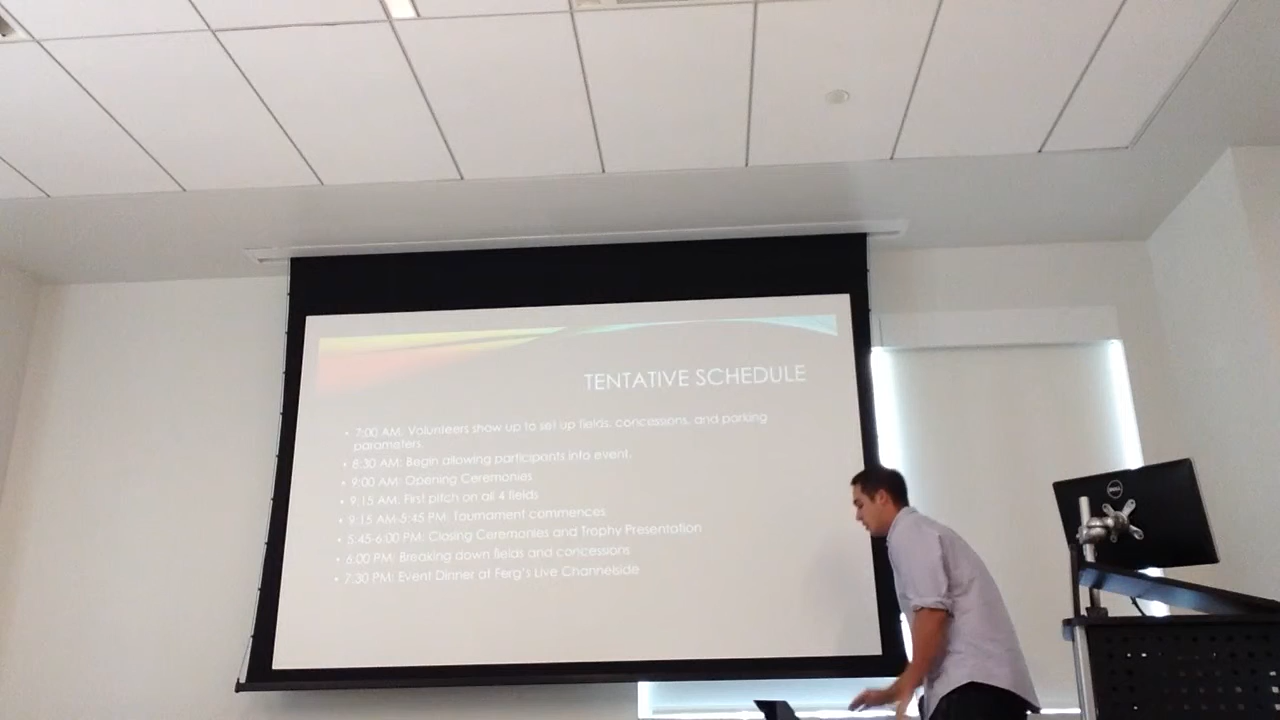 TENTATIVE SCHEDULE
• 7:00 AM: Volunteers show up to set up fields, concessions, and parking
parameters.
• 8:30 AM: Begin allowing participants into event.
• 9:00 AM: Opening Ceremonies
• 9:15 AM: First pitch on all 4 fields
• 9:15 AM-5:45 PM: Tournament commences
• 5:45-6:00 PM: Closing Ceremonies and Trophy Presentation
• 6:00 PM: Breaking down fields and concessions
• 7:30 PM: Event Dinner at Ferg's Live Channelside
DELL